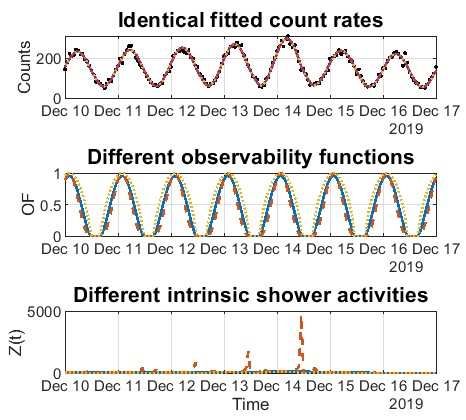 Identical fitted count rates
Counts
200
0
Dec 10 Dec 11 Dec 12 Dec 13 Dec 14 Dec 15 Dec 16 Dec 17
2019
Different observability functions
OF
1
0.5
0
Dec 10 Dec 11 Dec 12 Dec 13 Dec 14 Dec 15 Dec 16 Dec 17
2019
Different intrinsic shower activities
Z(t)
5000
0
Dec 10 Dec 11 Dec 12 Dec 13 Dec 14 Dec 15 Dec 16 Dec 17
Time
2019